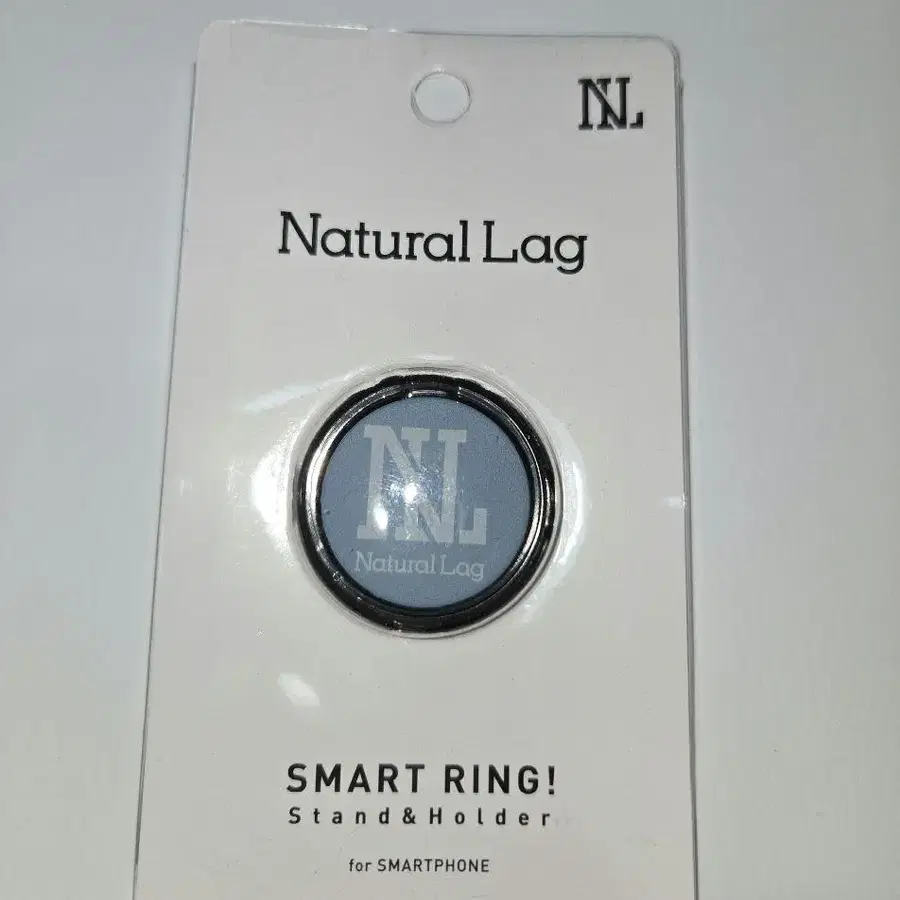 NL
Natural Lag
NL
Natural Lag
SMART RING!
Stand&Holder
for SMARTPHONE